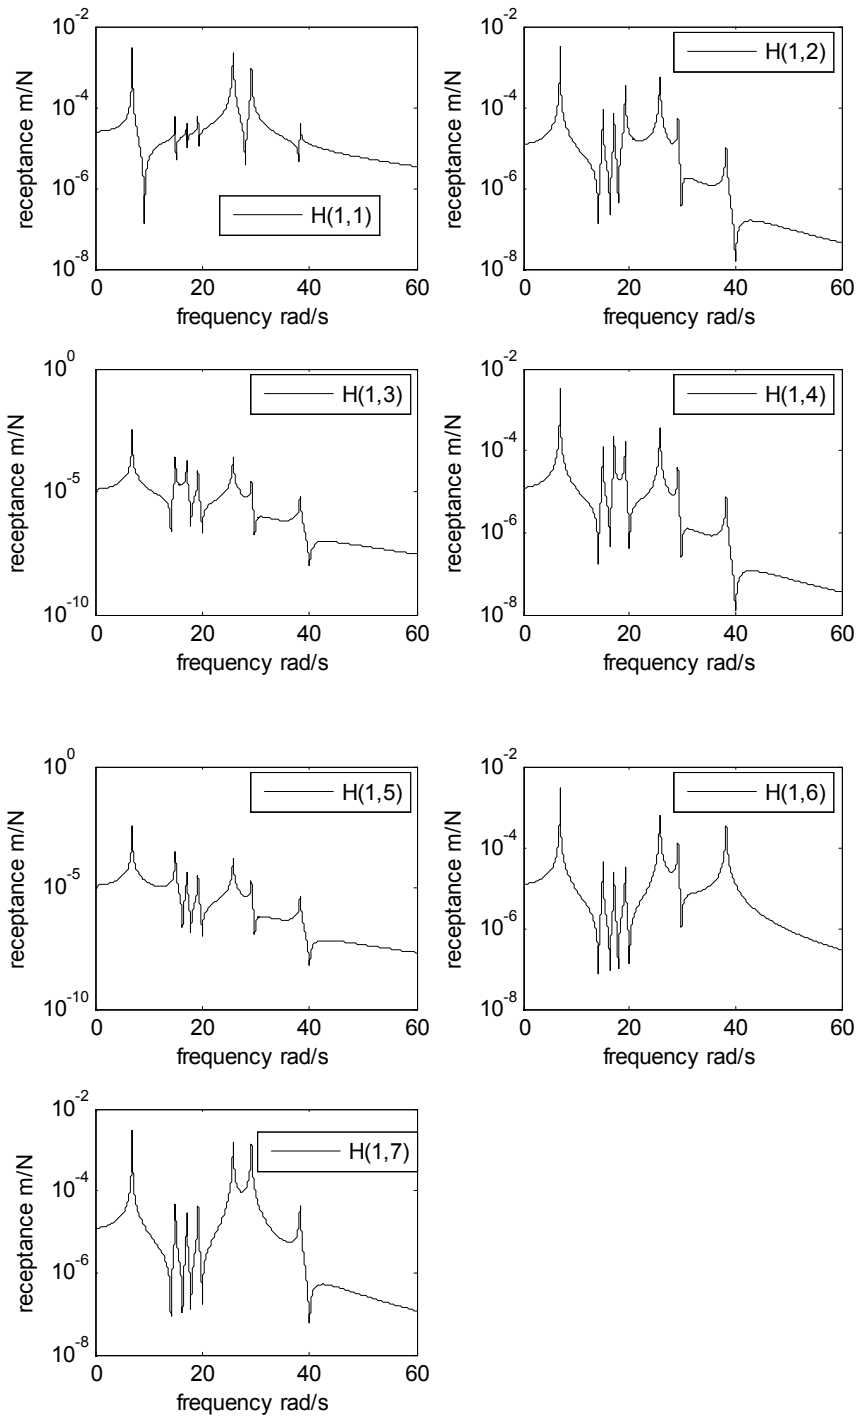 10^-2
10^-4
10^-6
10^-8
receptance m/N
H(1,1)
0 20 40 60
frequency rad/s
10^-2
10^-4
10^-6
10^-8
receptance m/N
H(1,2)
0 20 40 60
frequency rad/s
10^0
10^-5
10^-10
receptance m/N
H(1,3)
0 20 40 60
frequency rad/s
10^-2
10^-4
10^-6
10^-8
receptance m/N
H(1,4)
0 20 40 60
frequency rad/s
10^0
10^-5
10^-10
receptance m/N
H(1,5)
0 20 40 60
frequency rad/s
10^-2
10^-4
10^-6
10^-8
receptance m/N
H(1,6)
0 20 40 60
frequency rad/s
10^-2
10^-4
10^-6
10^-8
receptance m/N
H(1,7)
0 20 40 60
frequency rad/s